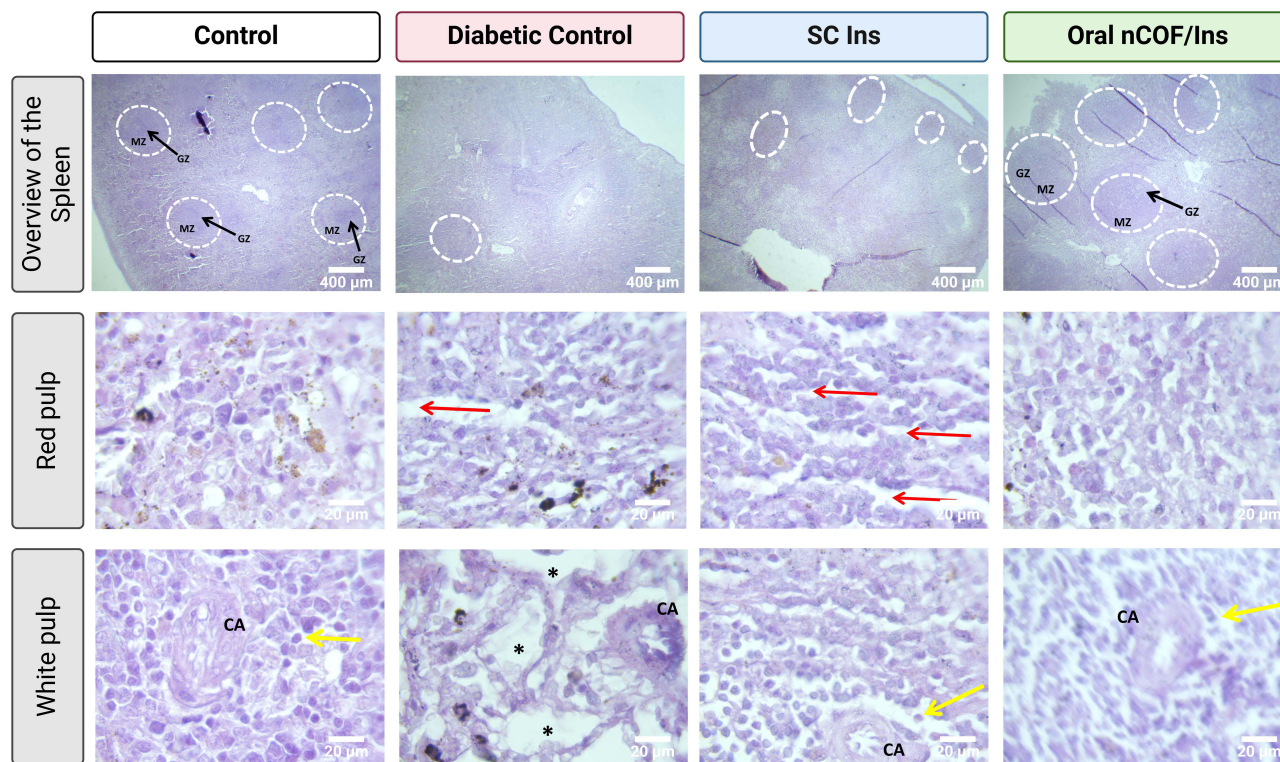 Control
Diabetic Control
SC Ins
Oral nCOF/Ins
Overview of the
Spleen
MZ
GZ
MZ
GZ
MZ
GZ
400 µm
400 µm
400 µm
GZ
MZ
MZ
GZ
400 µm
Red pulp
20 µm
20 µm
20 µm
20 µm
White pulp
CA
20 µm
*
*
*
CA
20 µm
CA
20 µm
CA
20 µm